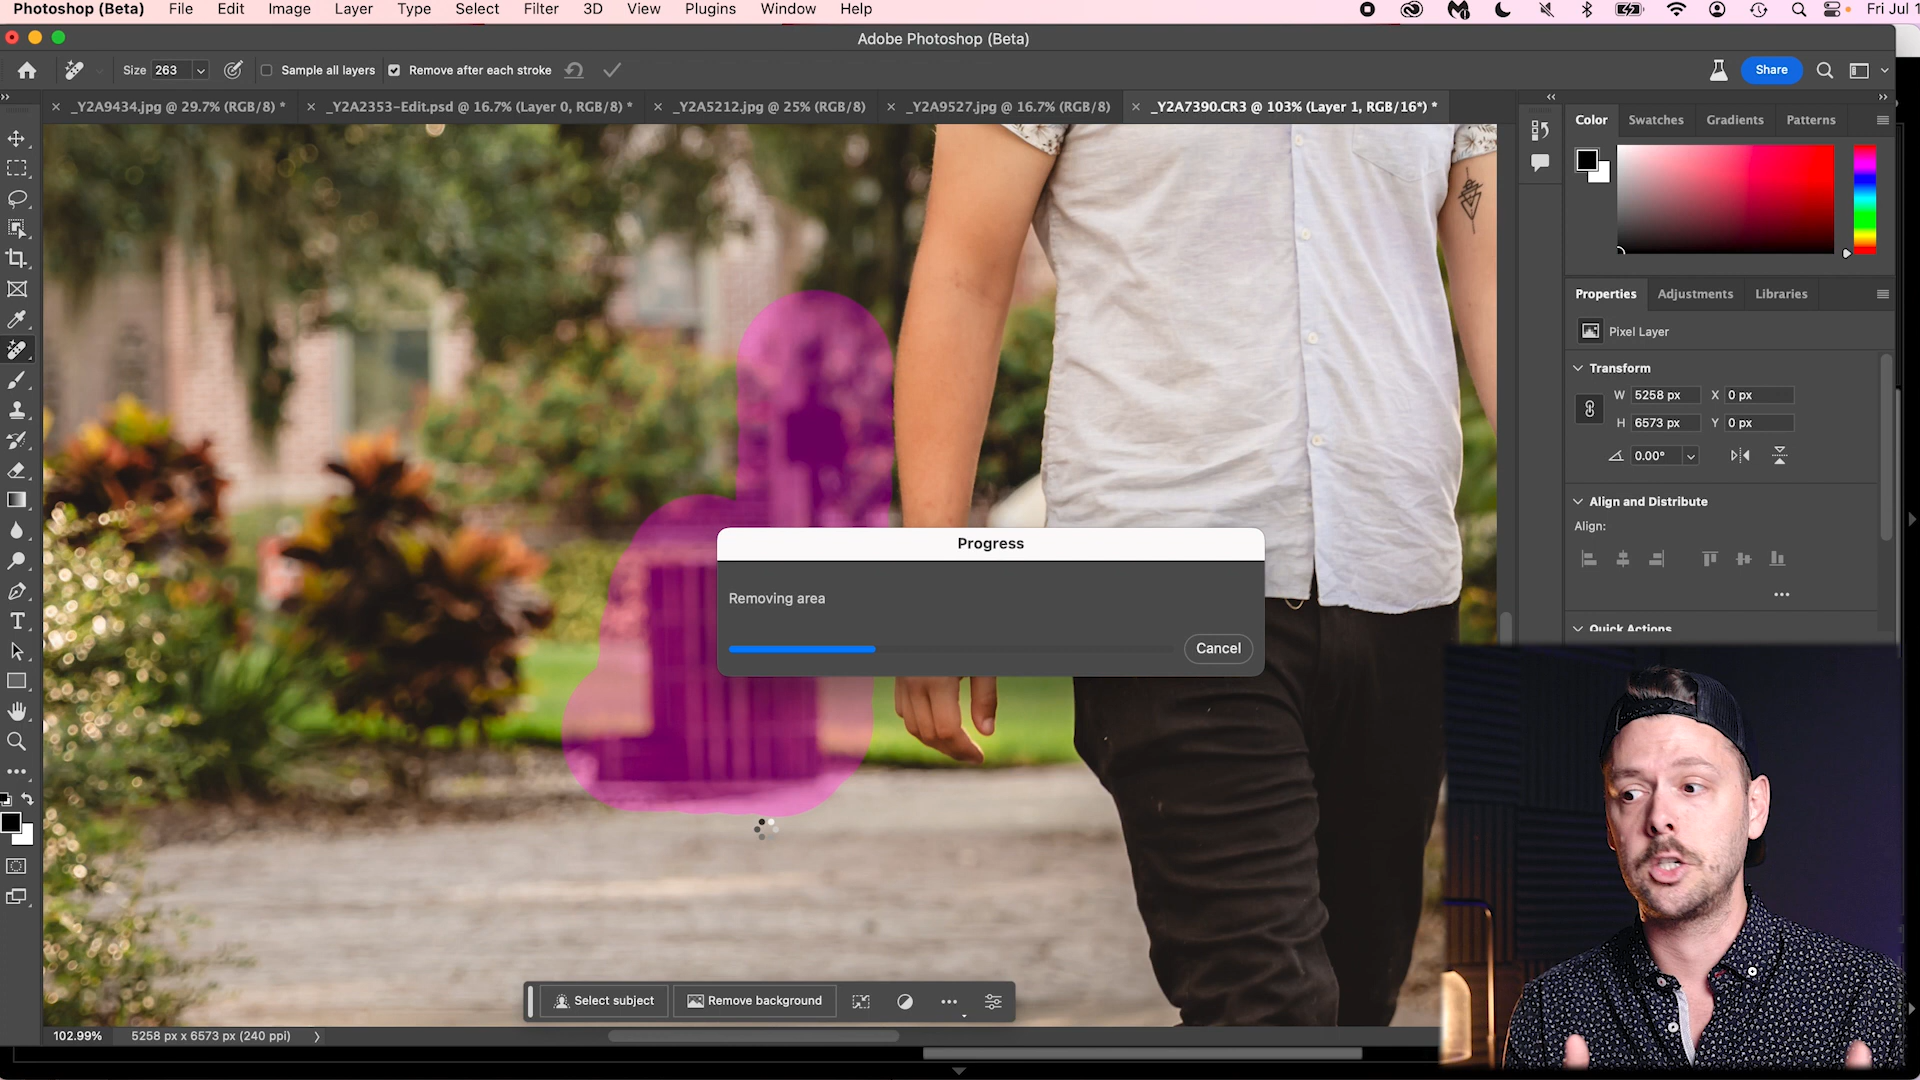 Photoshop (Beta) File Edit Image Layer Type Select Filter 3D View Plugins Window Help Fri Jul 1
Adobe Photoshop (Beta)
Size 263 Sample all layers Remove after each stroke Share
_Y2A9434.jpg @ 29.7% (RGB/8) * _Y2A2353-Edit.psd @ 16.7% (Layer 0, RGB/8) * _Y2A5212.jpg @ 25% (RGB/8) _Y2A9527.jpg @ 16.7% (RGB/8) _Y2A7390.CR3 @ 103% (Layer 1, RGB/16*) *
Color Swatches Gradients Patterns
Properties Adjustments Libraries
Pixel Layer
Transform
W 5258 px X 0 px
H 6573 px Y 0 px
0.00°
Align and Distribute
Align:
Quick Actions
Progress
Removing area
Cancel
Select subject Remove background
102.99% 5258 px x 6573 px (240 ppi)